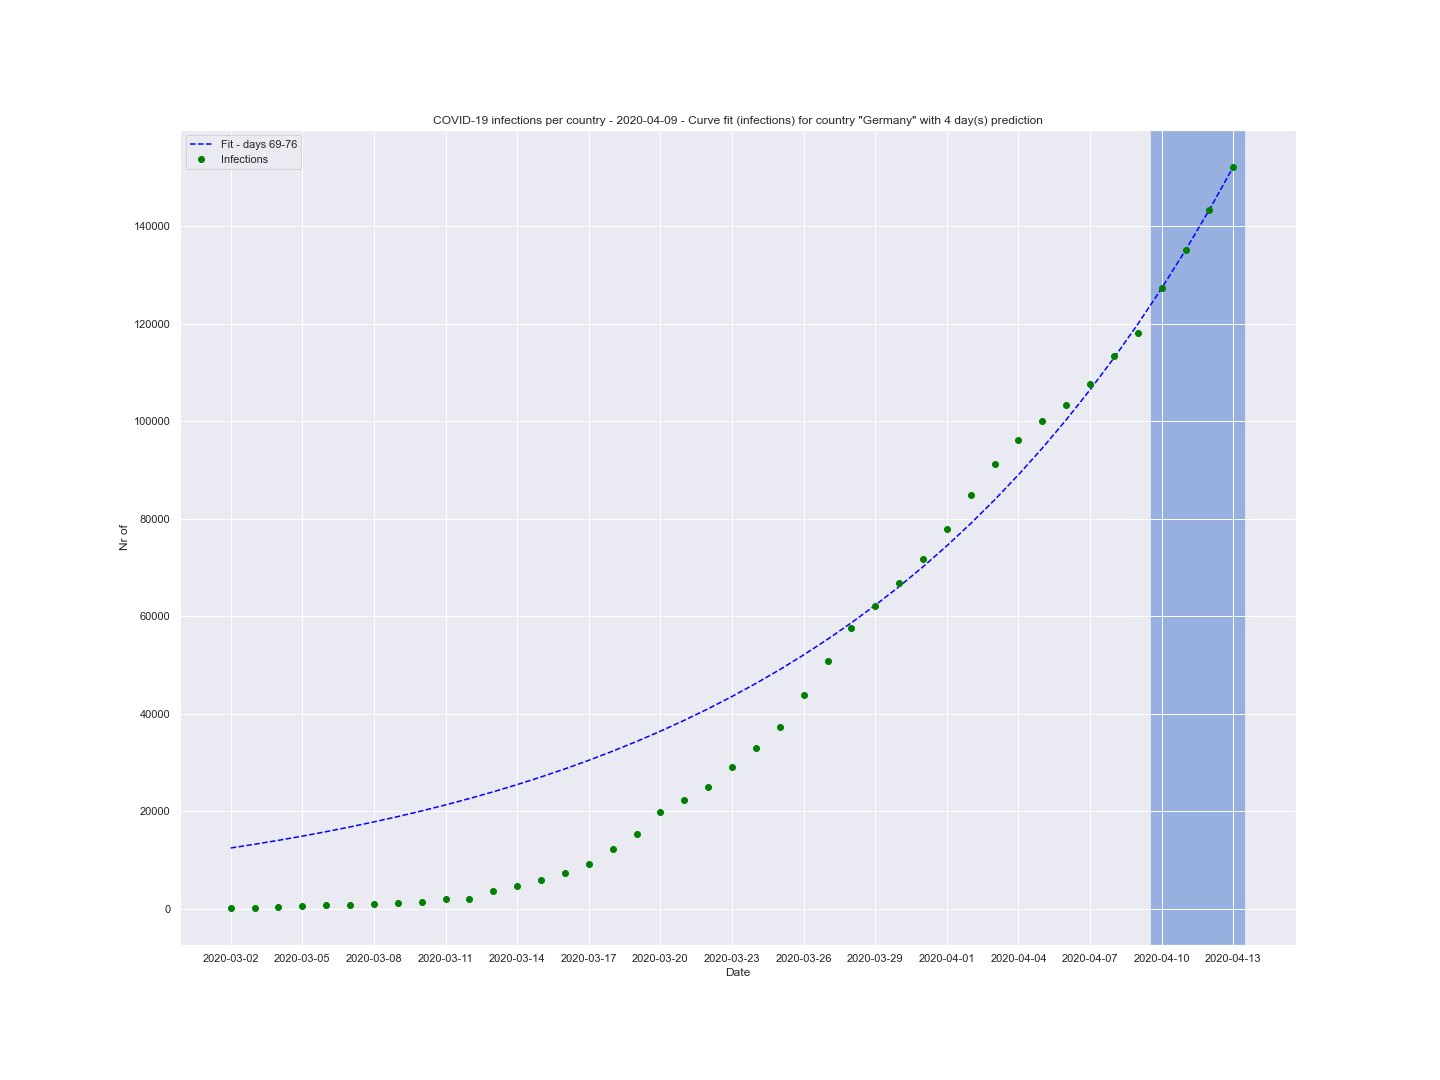 COVID-19 infections per country - 2020-04-09 - Curve fit (infections) for country "Germany" with 4 day(s) prediction
Fit - days 69-76
Infections
140000
120000
100000
80000
60000
40000
20000
0
Nr of
2020-03-02 2020-03-05 2020-03-08 2020-03-11 2020-03-14 2020-03-17 2020-03-20 2020-03-23 2020-03-26 2020-03-29 2020-04-01 2020-04-04 2020-04-07 2020-04-10 2020-04-13
Date